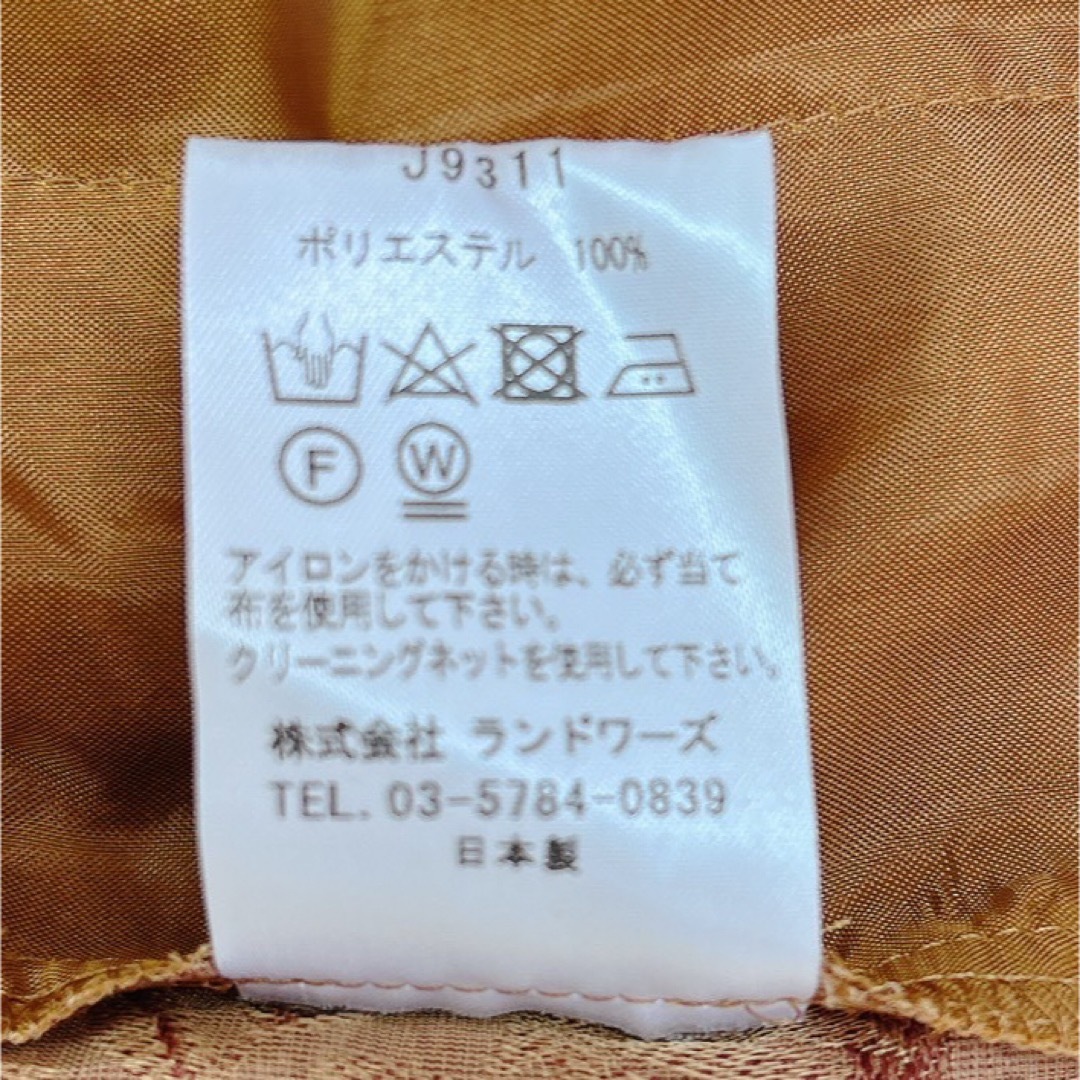 J9311
ポリエステル 100%
F W
アイロンをかける時は、必ず当て
布を使用して下さい。
クリーニングネットを使用して下さい。
株式会社 ランドワーズ
TEL. 03-5784-0839
日本製